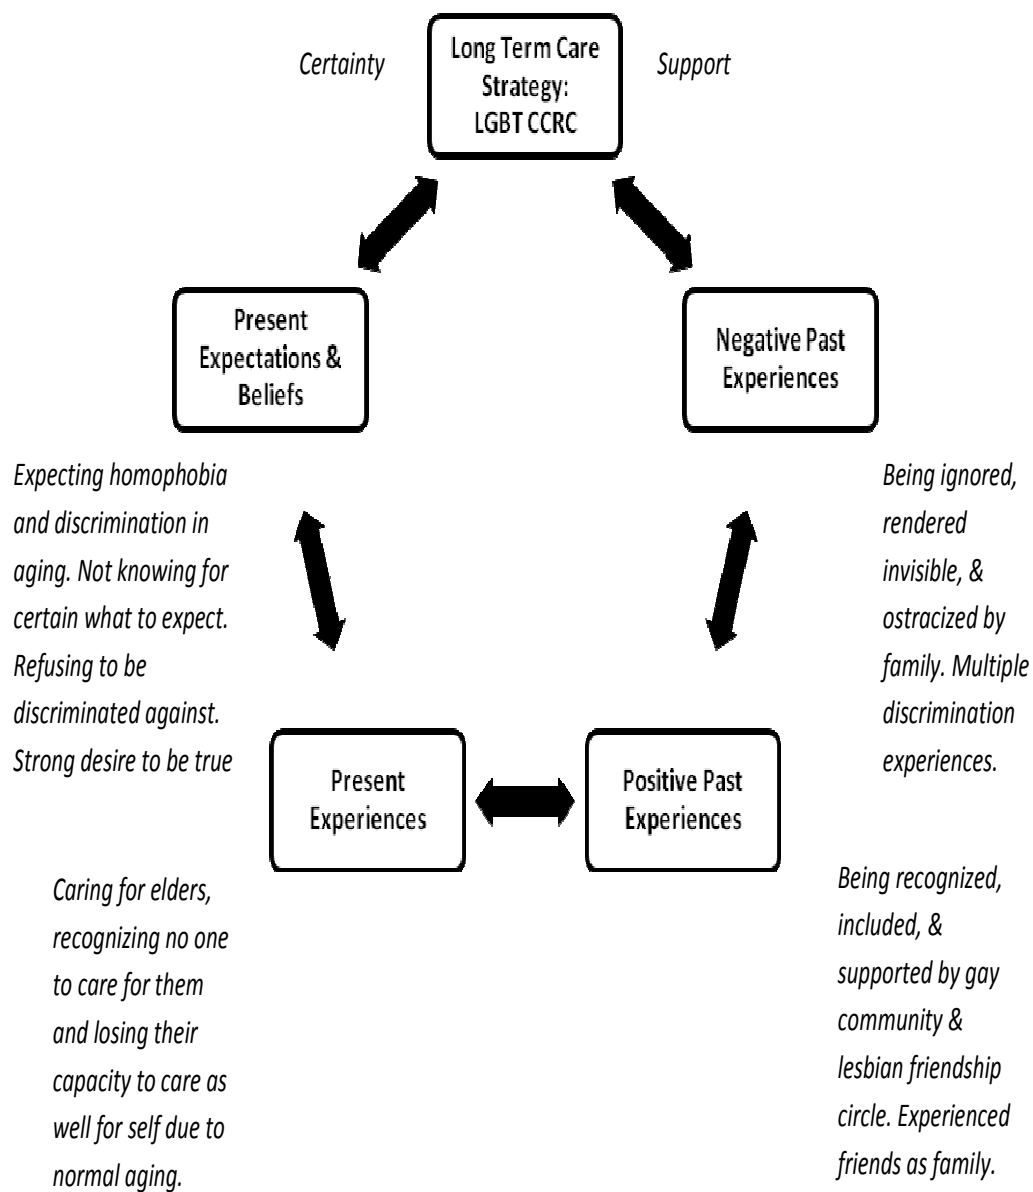 Certainty
Long Term Care
Strategy:
LGBT CCRC
Support
Present
Expectations &
Beliefs
Negative Past
Experiences
Expecting homophobia
and discrimination in
aging. Not knowing for
certain what to expect.
Refusing to be
discriminated against.
Strong desire to be true
Being ignored,
rendered
invisible, &
ostracized by
family. Multiple
discrimination
experiences.
Present
Experiences
Positive Past
Experiences
Caring for elders,
recognizing no one
to care for them
and losing their
capacity to care as
well for self due to
normal aging.
Being recognized,
included, &
supported by gay
community &
lesbian friendship
circle. Experienced
friends as family.